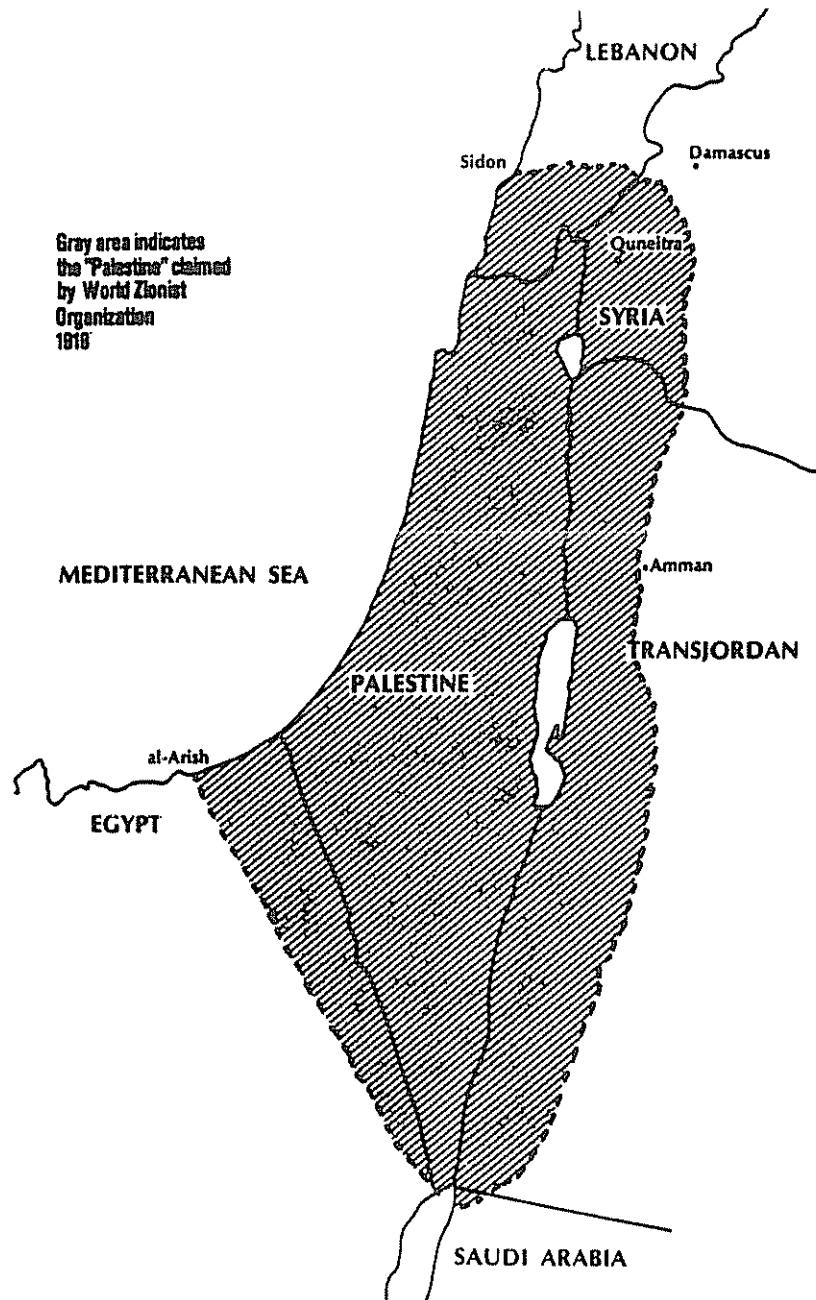 LEBANON
Damascus
Sidon
Gray area indicates
the "Palestine" claimed
by World Zionist
Organization
1918
Quneitra
SYRIA
MEDITERRANEAN SEA
Amman
TRANSJORDAN
PALESTINE
al-Arish
EGYPT
SAUDI ARABIA